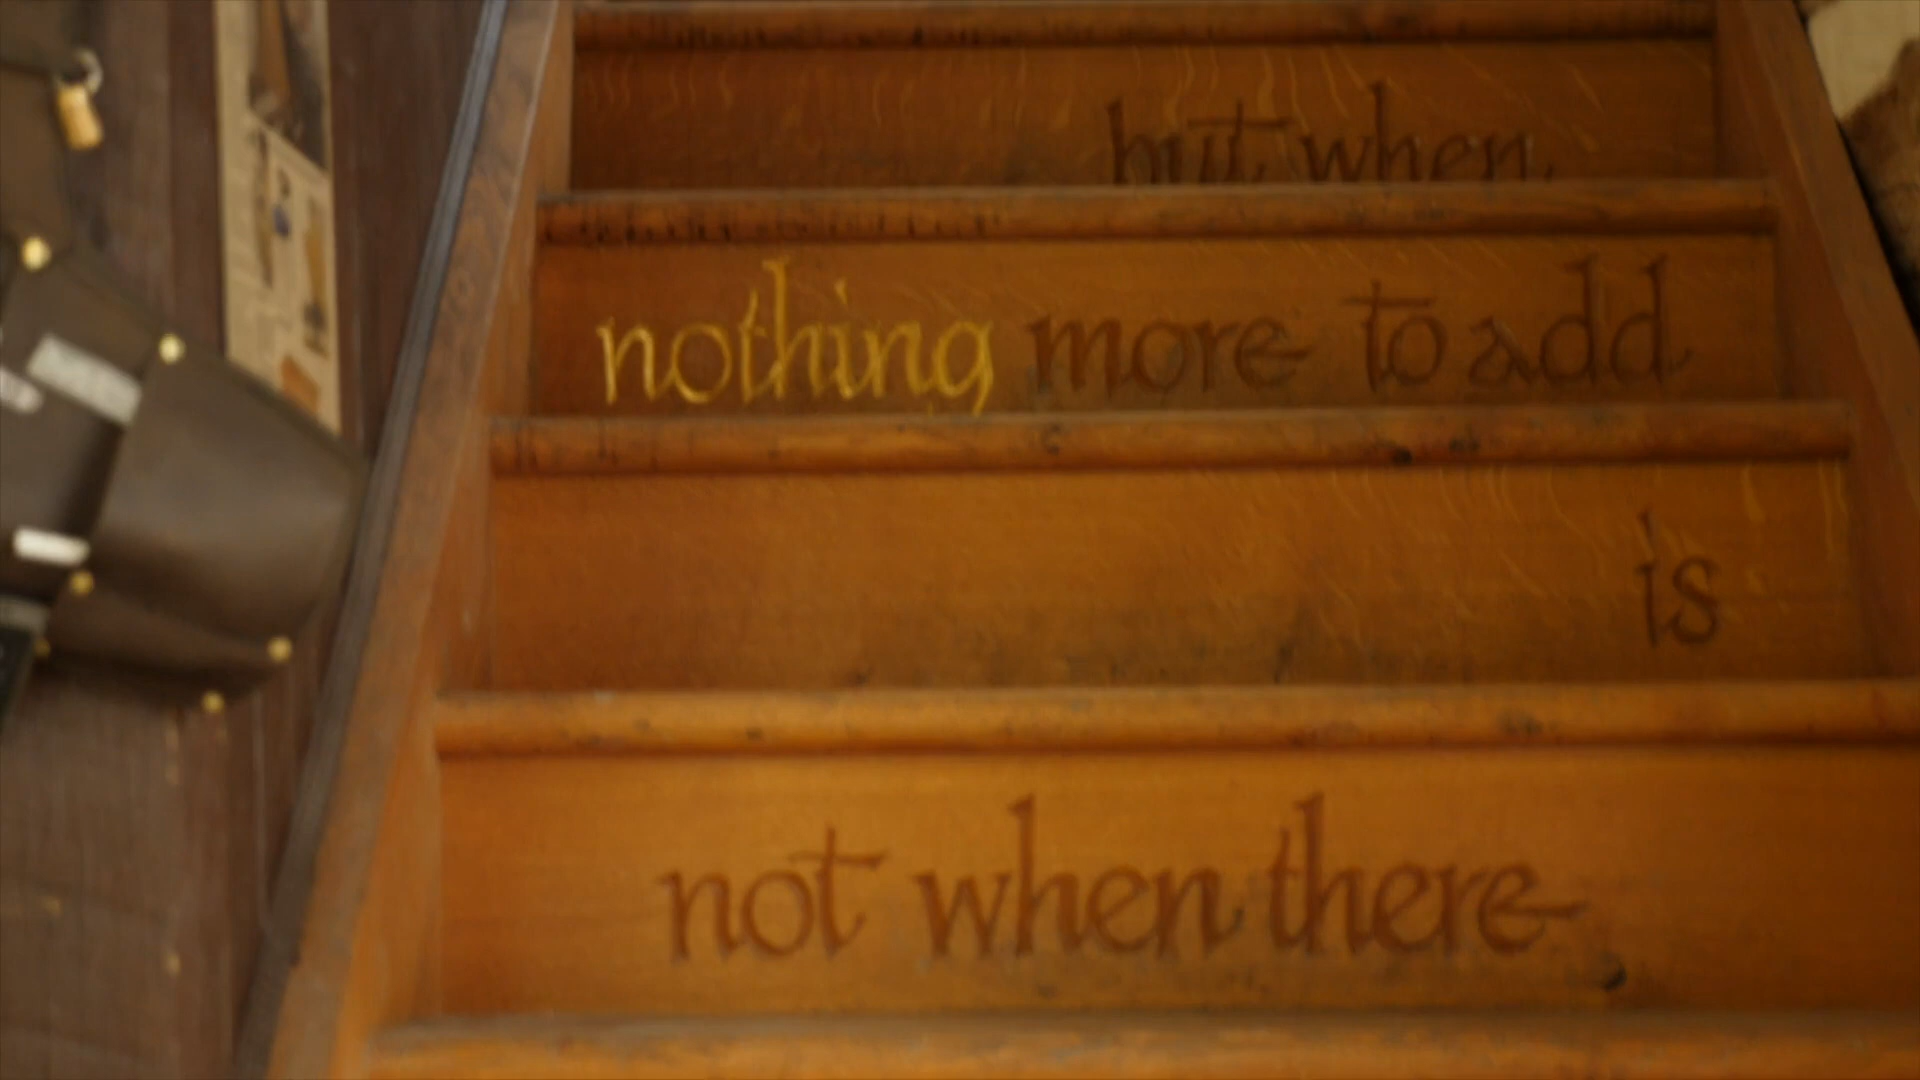 but when
nothing more to add
is
not when there